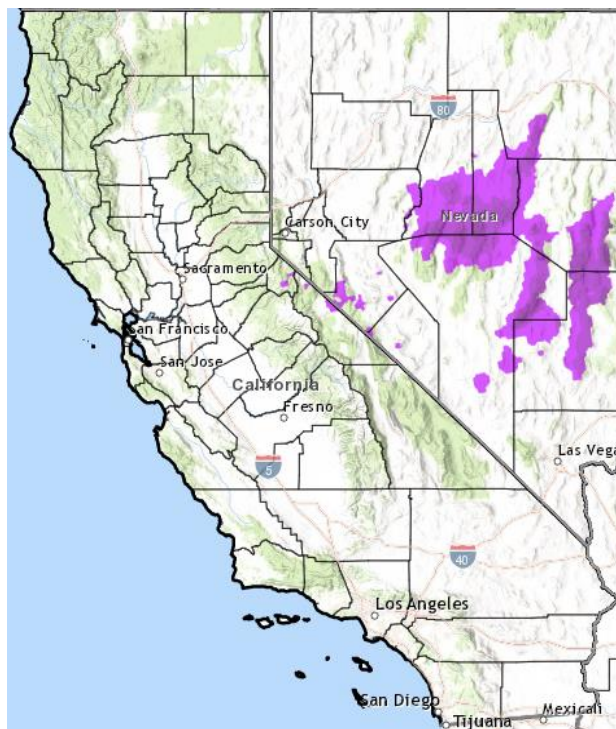 80
Nevada
Carson City
Sacramento
San Francisco
San Jose
California
Fresno
Las Vega
5
40
Los Angeles
San Diego
Mexicali
Tijuana